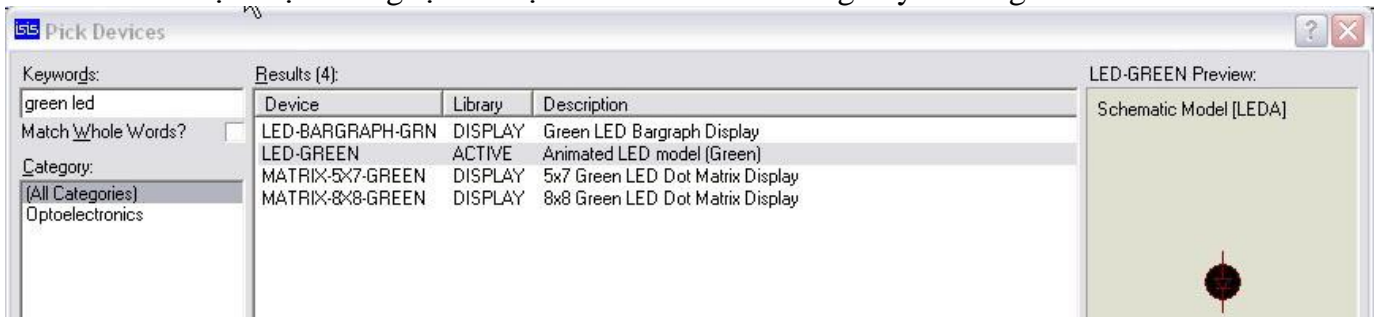 isis Pick Devices
Keywords:
green led
Match Whole Words?
Category:
(All Categories)
Optoelectronics
Results (4):
Device Library Description
LED-BARGRAPH-GRN DISPLAY Green LED Bargraph Display
LED-GREEN ACTIVE Animated LED model (Green)
MATRIX-5X7-GREEN DISPLAY 5x7 Green LED Dot Matrix Display
MATRIX-8X8-GREEN DISPLAY 8x8 Green LED Dot Matrix Display
LED-GREEN Preview:
Schematic Model [LEDA]